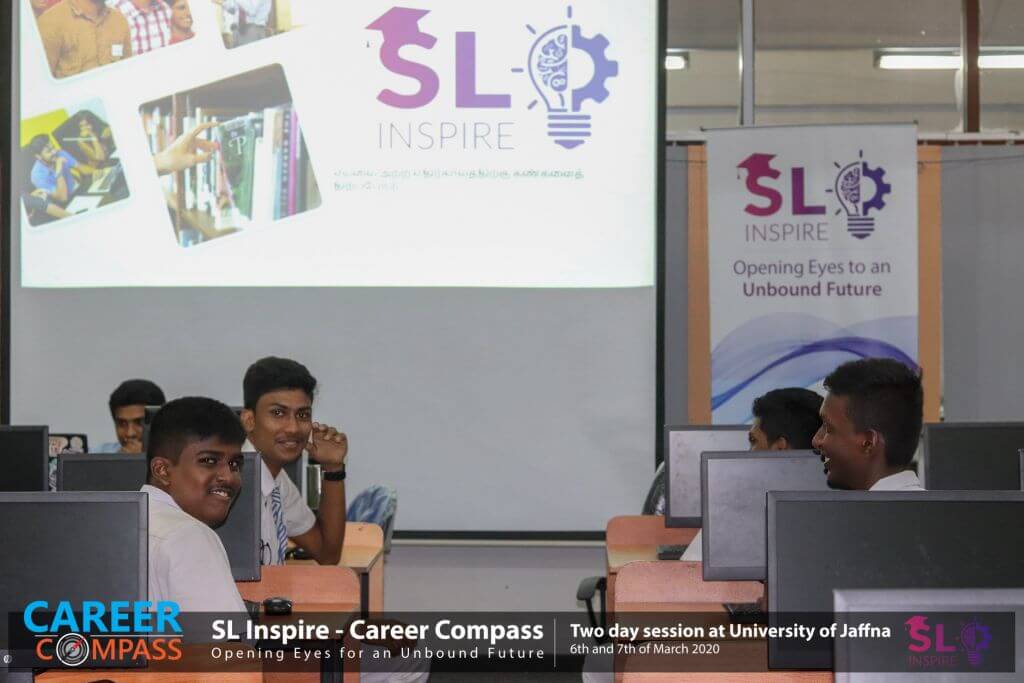 SL
INSPIRE
SL
INSPIRE
Opening Eyes to an
Unbound Future
CAREER
COMPASS
SL Inspire - Career Compass
Opening Eyes for an Unbound Future
Two day session at University of Jaffna
6th and 7th of March 2020
SL
INSPIRE